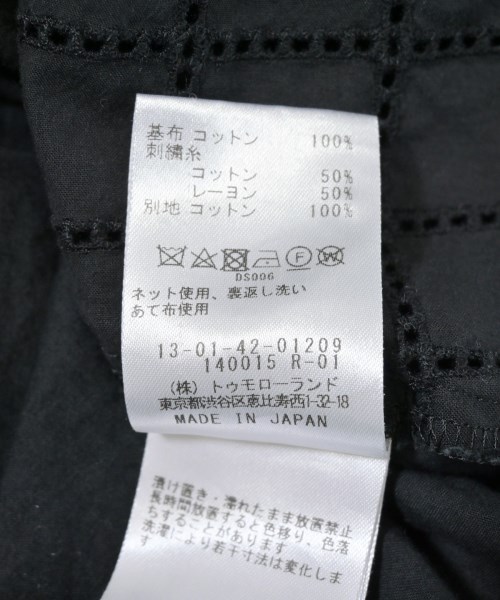 基布 コットン 100%
刺繍糸
コットン 50%
レーヨン 50%
別地 コットン 100%
DS006
ネット使用、裏返し洗い
あて布使用
13-01-42-01209
140015 R-01
(株) トゥモローランド
東京都渋谷区恵比寿西1-32-18
MADE IN JAPAN
漬け置き・濡れたまま放置禁止
長時間放置すると色移り、色落
ちすることがあります
洗濯により若干寸法は変化しま
す